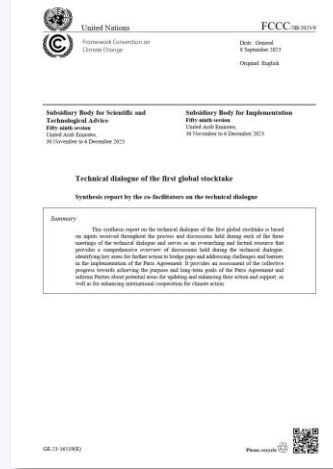 United Nations
FCCC/SB/2023/9
Framework Convention on
Climate Change
Distr.: General
8 September 2023
Original: English
Subsidiary Body for Scientific and
Technological Advice
Fifty-ninth session
United Arab Emirates,
30 November to 6 December 2023
Subsidiary Body for Implementation
Fifty-ninth session
United Arab Emirates,
30 November to 6 December 2023
Technical dialogue of the first global stocktake
Synthesis report by the co-facilitators on the technical dialogue
Summary
This synthesis report on the technical dialogue of the first global stocktake is based
on inputs received throughout the process and discussions held during each of the three
meetings of the technical dialogue and serves as an overarching and factual resource that
provides a comprehensive overview of discussions held during the technical dialogue,
identifying key areas for further action to bridge gaps and addressing challenges and barriers
in the implementation of the Paris Agreement. It provides an assessment of the collective
progress towards achieving the purpose and long-term goals of the Paris Agreement and
informs Parties about potential areas for updating and enhancing their action and support, as
well as for enhancing international cooperation for climate action.
GE.23-16519(E)
Please recycle